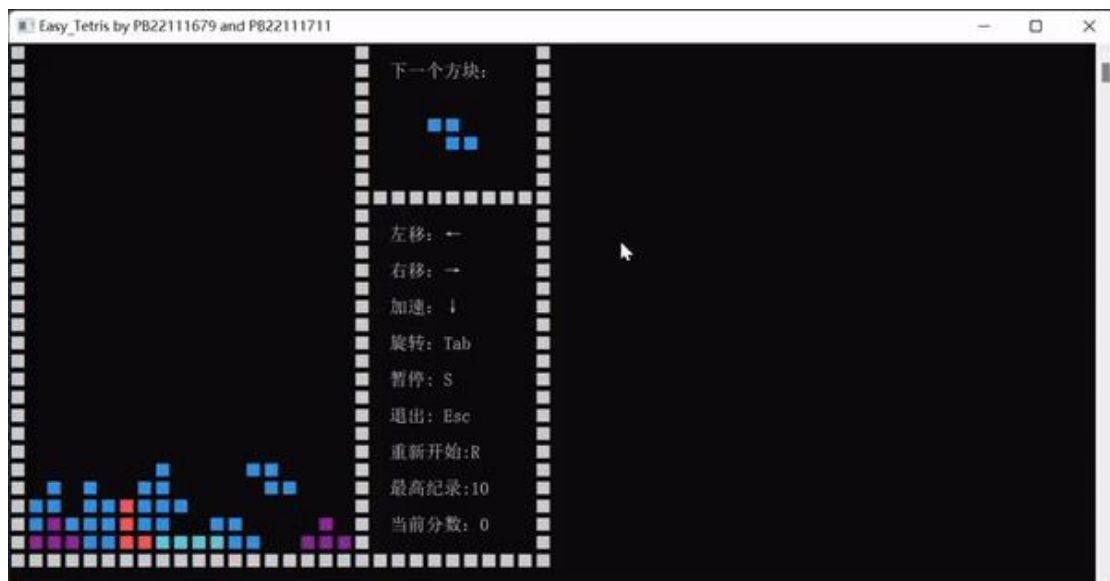 Easy_Tetris by PB22111679 and PB22111711
下一个方块：
左移：←
右移：→
加速：↓
旋转：Tab
暂停：S
退出：Esc
重新开始:R
最高纪录:10
当前分数：0